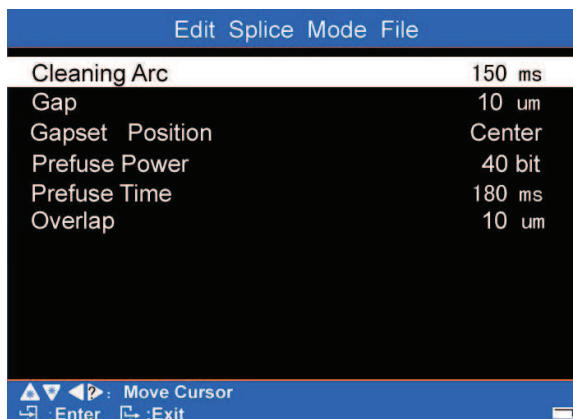 Edit Splice Mode File
Cleaning Arc 150 ms
Gap 10 um
Gapset Position Center
Prefuse Power 40 bit
Prefuse Time 180 ms
Overlap 10 um
? : Move Cursor
:Enter :Exit